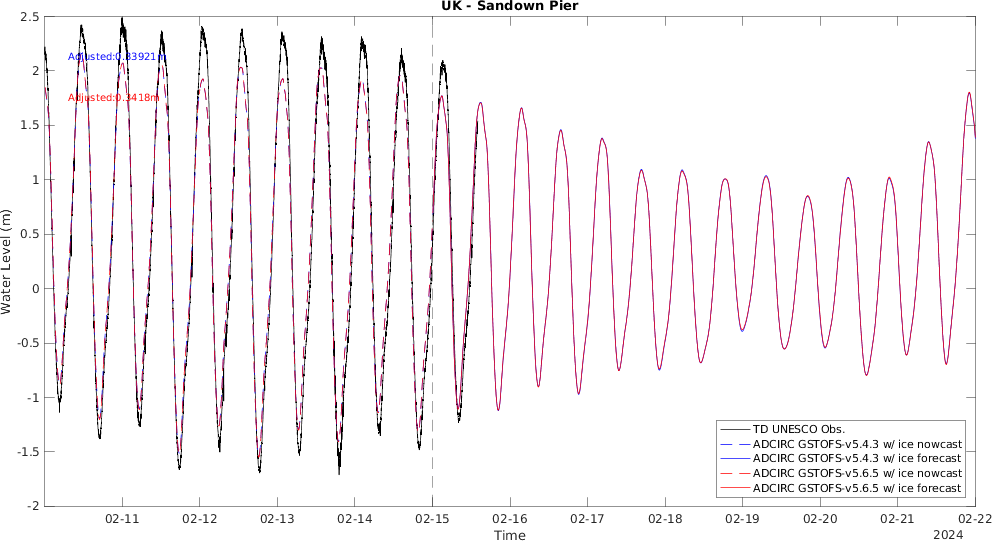 UK - Sandown Pier
2.5
2
1.5
1
0.5
0
-0.5
-1
-1.5
-2
Water Level (m)
Adjusted:0.33921m
Adjusted:0.3418m
TD UNESCO Obs.
ADCIRC GSTOFS-v5.4.3 w/ ice nowcast
ADCIRC GSTOFS-v5.4.3 w/ ice forecast
ADCIRC GSTOFS-v5.6.5 w/ ice nowcast
ADCIRC GSTOFS-v5.6.5 w/ ice forecast
02-11 02-12 02-13 02-14 02-15 02-16 02-17 02-18 02-19 02-20 02-21 02-22
Time
2024